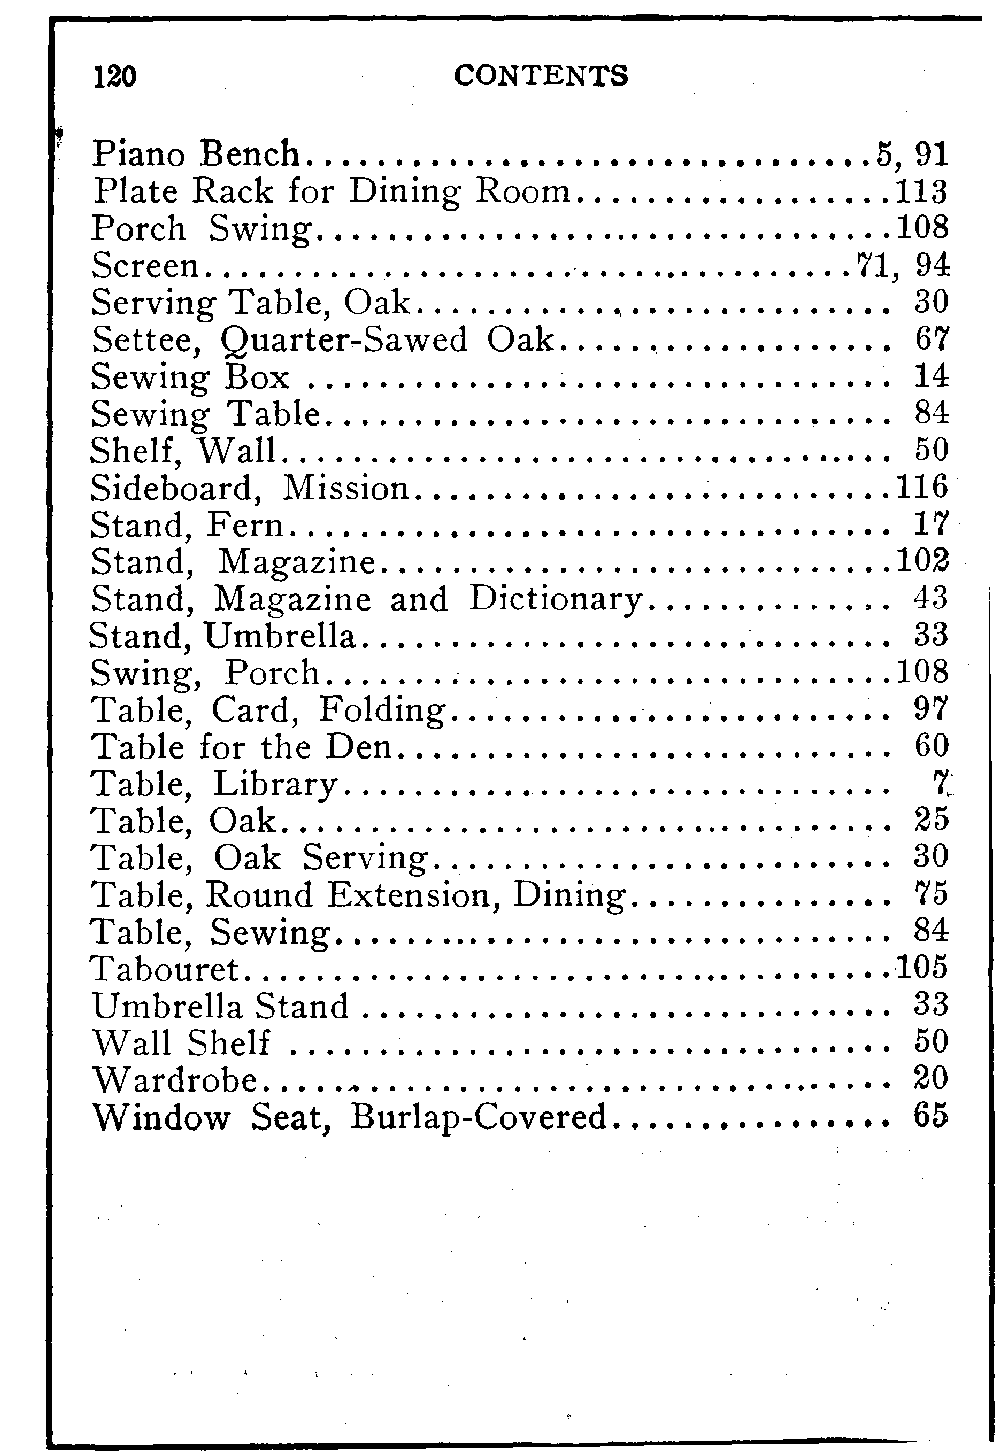 120 CONTENTS
Piano Bench................................5, 91
Plate Rack for Dining Room..................113
Porch Swing................................108
Screen....................................71, 94
Serving Table, Oak........................... 30
Settee, Quarter-Sawed Oak................... 67
Sewing Box ................................. 14
Sewing Table................................ 84
Shelf, Wall.................................. 50
Sideboard, Mission...........................116
Stand, Fern.................................. 17
Stand, Magazine.............................102
Stand, Magazine and Dictionary.............. 43
Stand, Umbrella.............................. 33
Swing, Porch................................108
Table, Card, Folding......................... 97
Table for the Den............................ 60
Table, Library............................... 7
Table, Oak.................................. 25
Table, Oak Serving.......................... 30
Table, Round Extension, Dining............... 75
Table, Sewing............................... 84
Tabouret....................................105
Umbrella Stand .............................. 33
Wall Shelf .................................. 50
Wardrobe................................... 20
Window Seat, Burlap-Covered................ 65